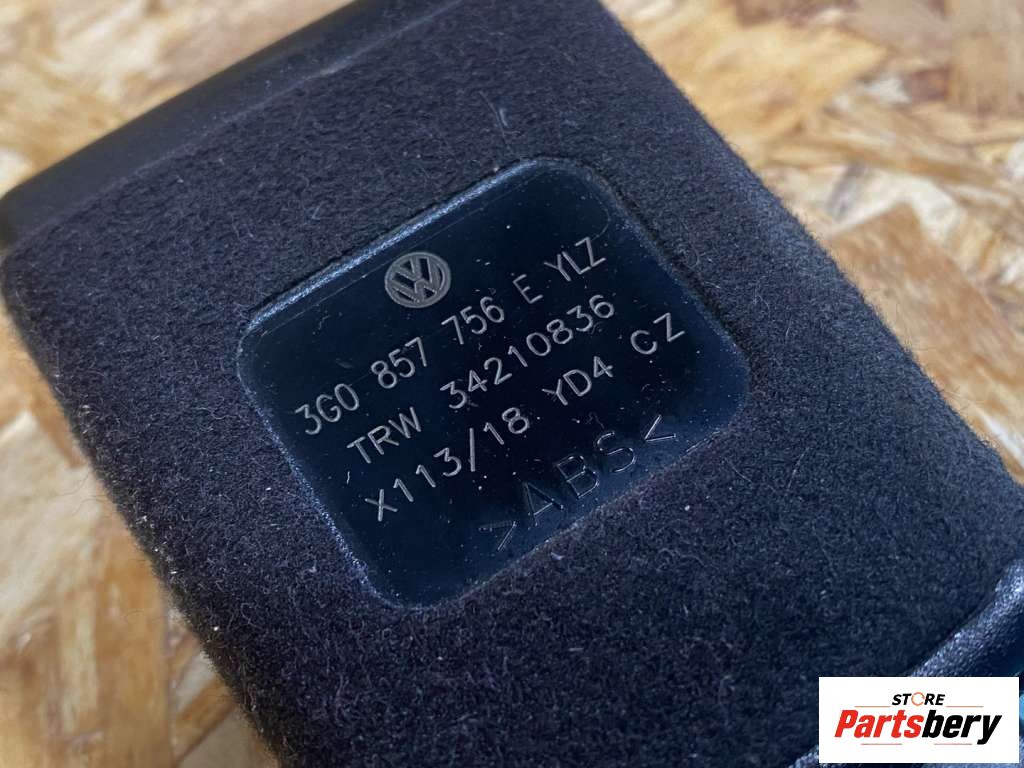 3G0 857 756 E YLZ
TRW 34210836
X113/18 YD4 CZ
>ABS<
STORE
Partsbery